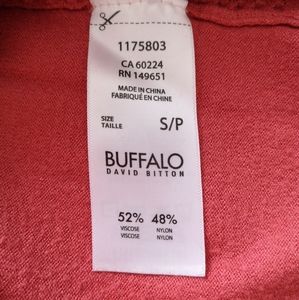 1175803
CA 60224
RN 149651
MADE IN CHINA
FABRIQUÉ EN CHINE
SIZE
TAILLE
S/P
BUFFALO
DAVID BITTON
52% 48%
VISCOSE NYLON
VISCOSE NYLON